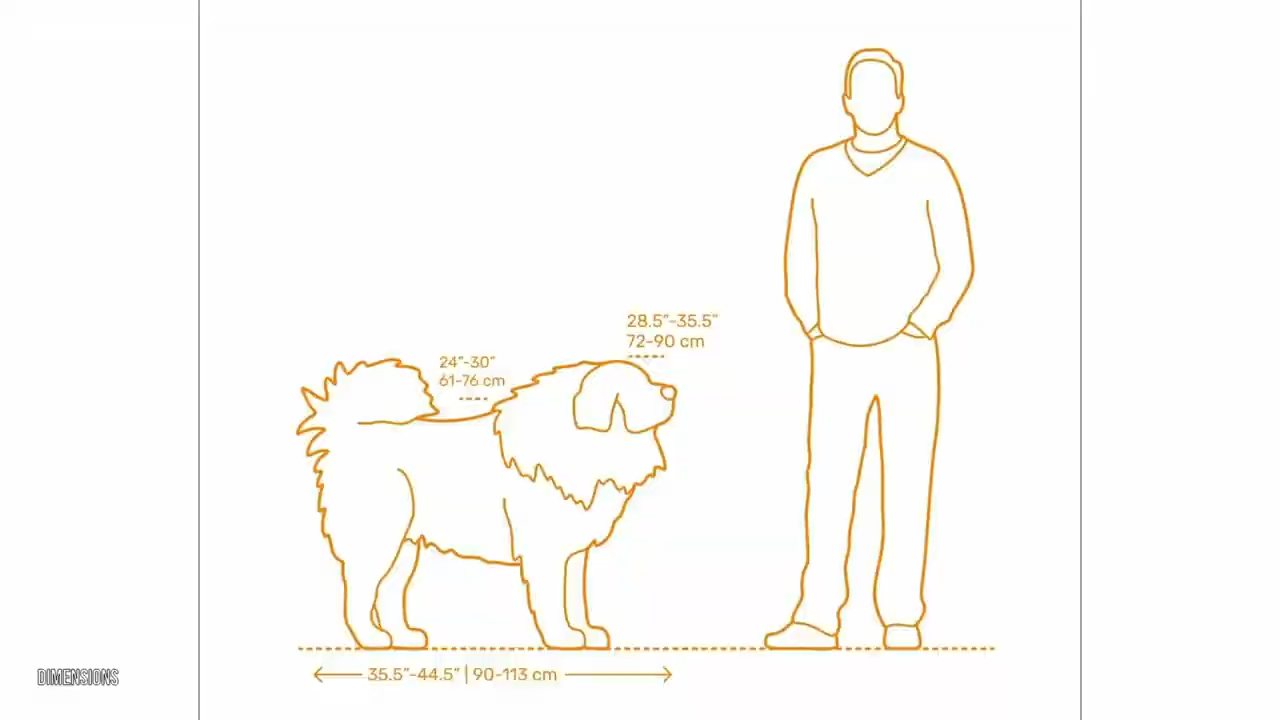 28.5"-35.5"
72-90 cm
24"-30"
61-76 cm
35.5"-44.5" | 90-113 cm
DIMENSIONS